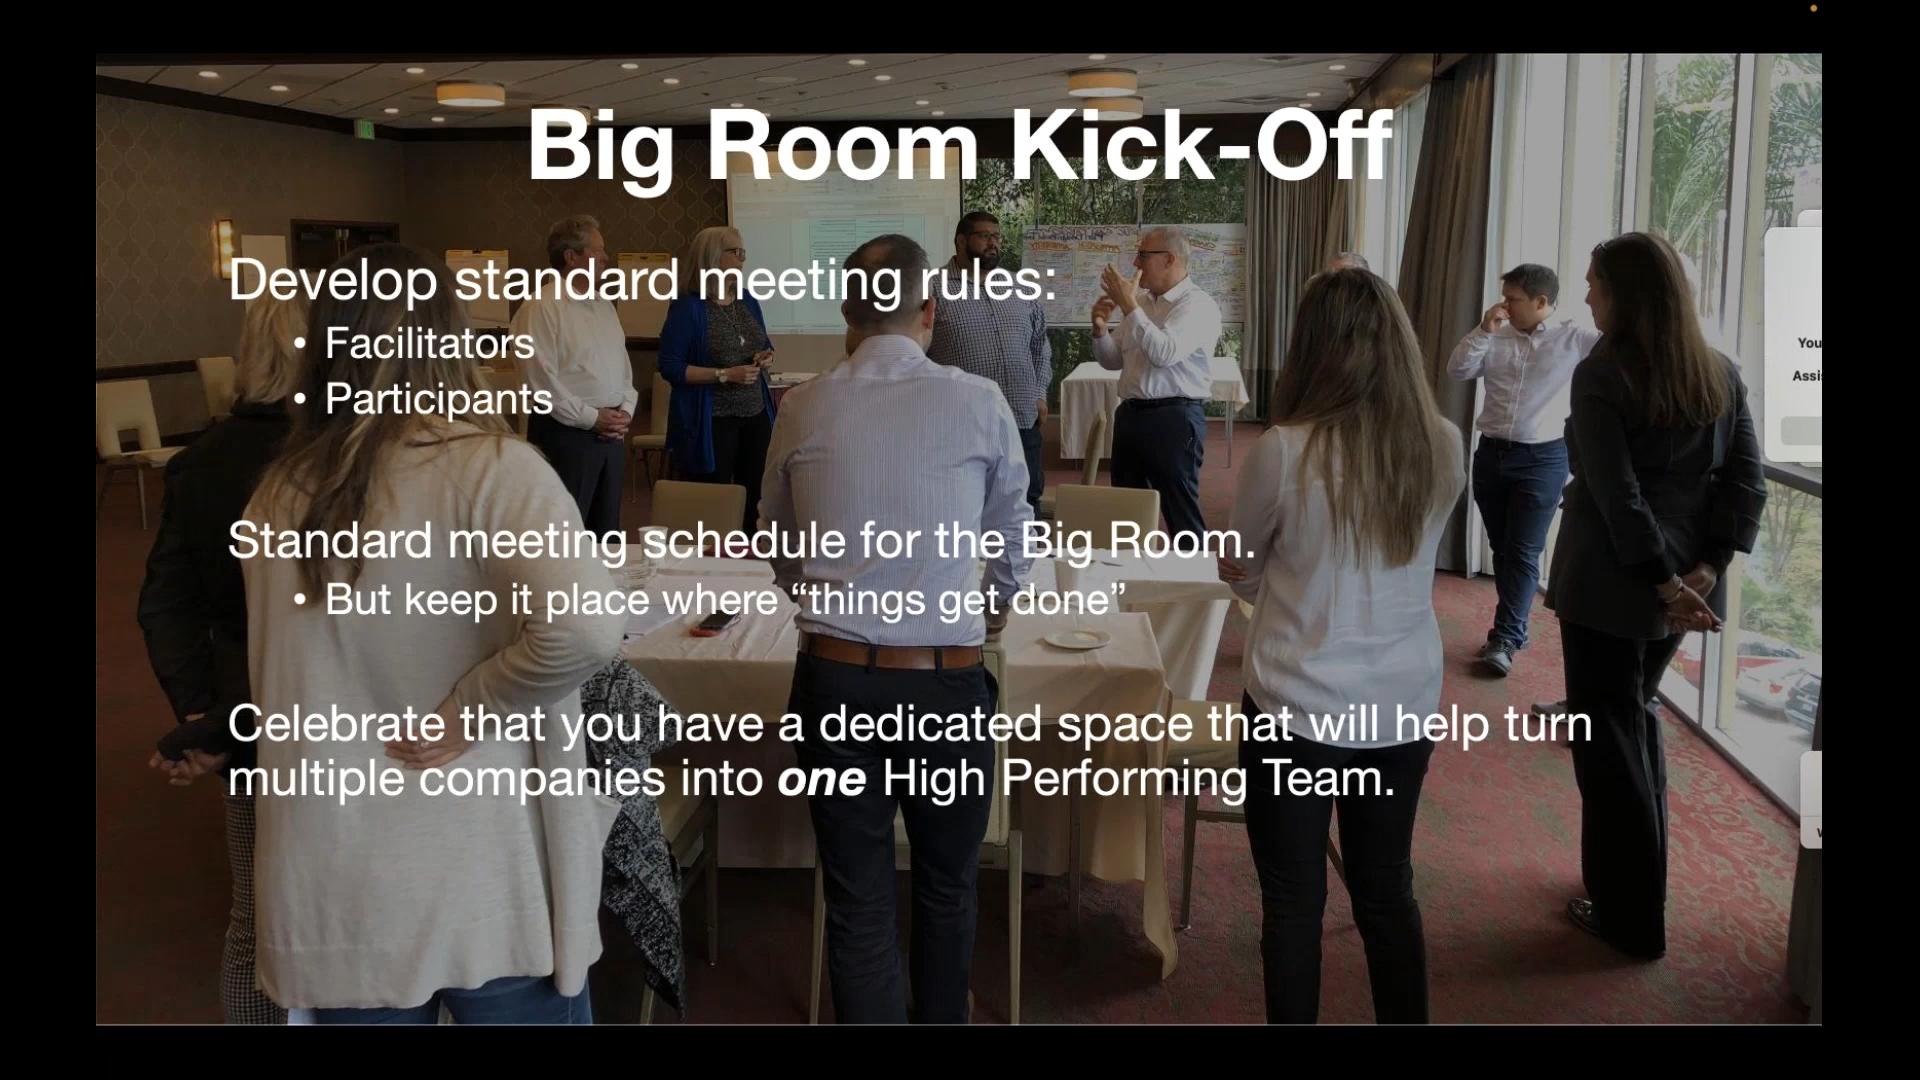 Big Room Kick-Off
Develop standard meeting rules:
• Facilitators
• Participants
Standard meeting schedule for the Big Room.
• But keep it place where “things get done”
Celebrate that you have a dedicated space that will help turn
multiple companies into one High Performing Team.
You